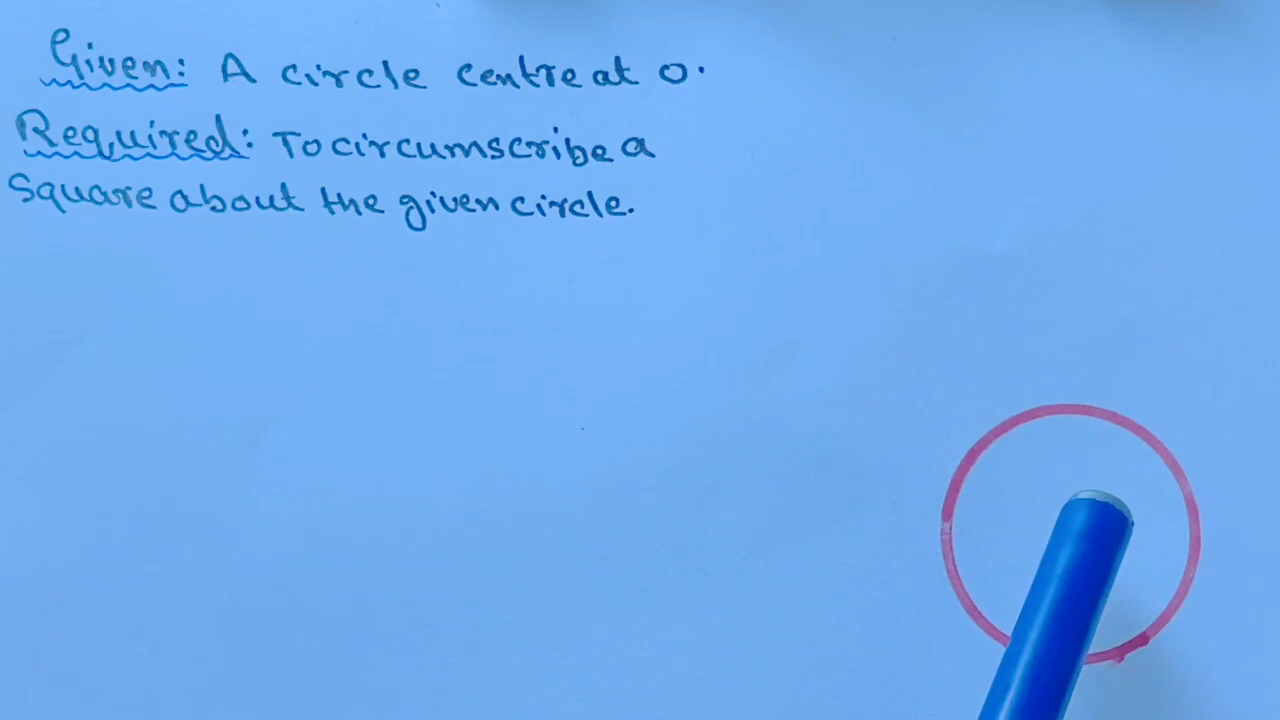 Given: A circle centre at O.
Required: To circumscribe a
Square about the given circle.